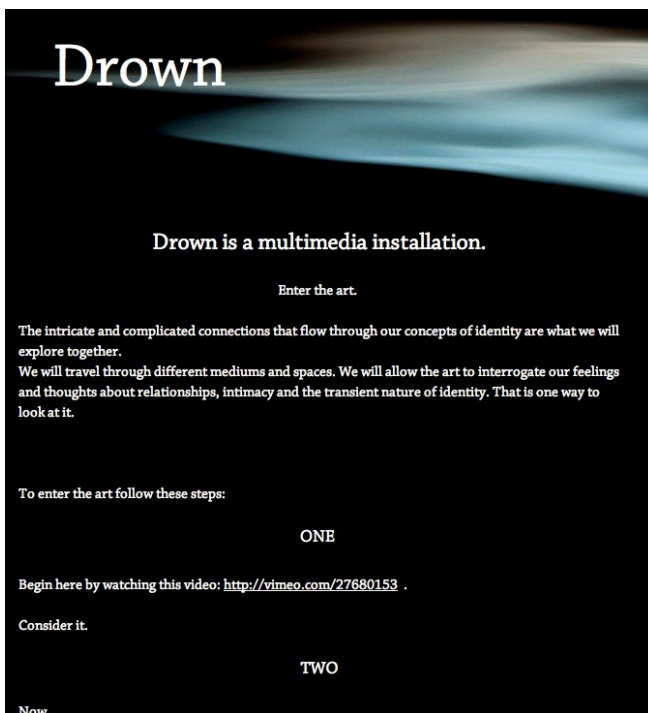 Drown
Drown is a multimedia installation.
Enter the art.
The intricate and complicated connections that flow through our concepts of identity are what we will
explore together.
We will travel through different mediums and spaces. We will allow the art to interrogate our feelings
and thoughts about relationships, intimacy and the transient nature of identity. That is one way to
look at it.
To enter the art follow these steps:
ONE
Begin here by watching this video: http://vimeo.com/27680153 .
Consider it.
TWO
Now